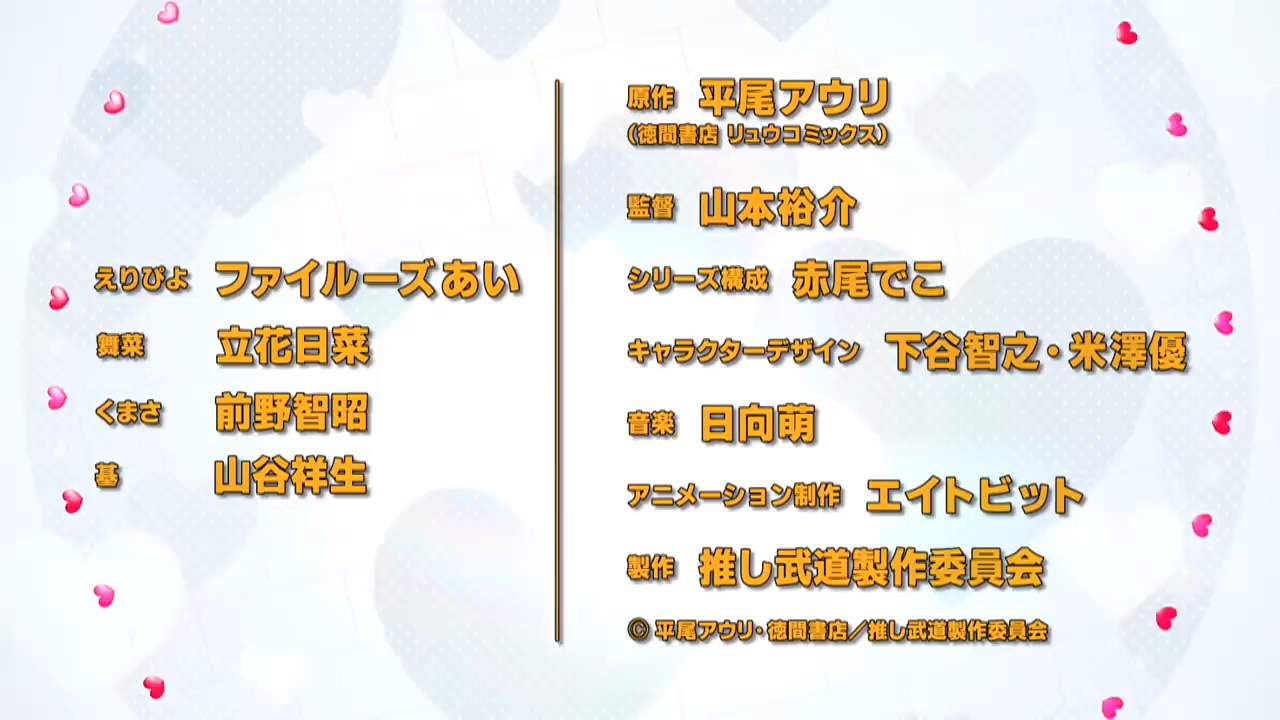 えりぴよ ファイルーズあい
舞菜 立花日菜
くまさ 前野智昭
基 山谷祥生
原作 平尾アウリ
(徳間書店 リュウコミックス)
監督 山本裕介
シリーズ構成 赤尾でこ
キャラクターデザイン 下谷智之・米澤優
音楽 日向萌
アニメーション制作 エイトビット
製作 推し武道製作委員会
© 平尾アウリ・徳間書店／推し武道製作委員会